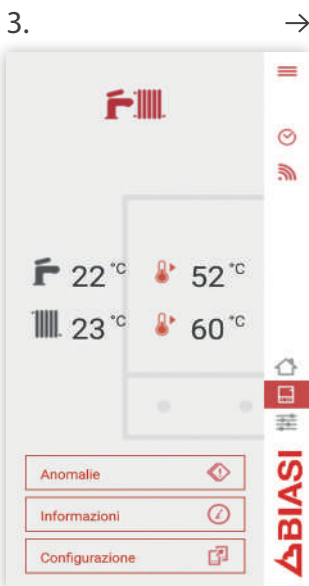 3. →
22 °C 52 °C
23 °C 60 °C
Anomalie
Informazioni
Configurazione
BIASI